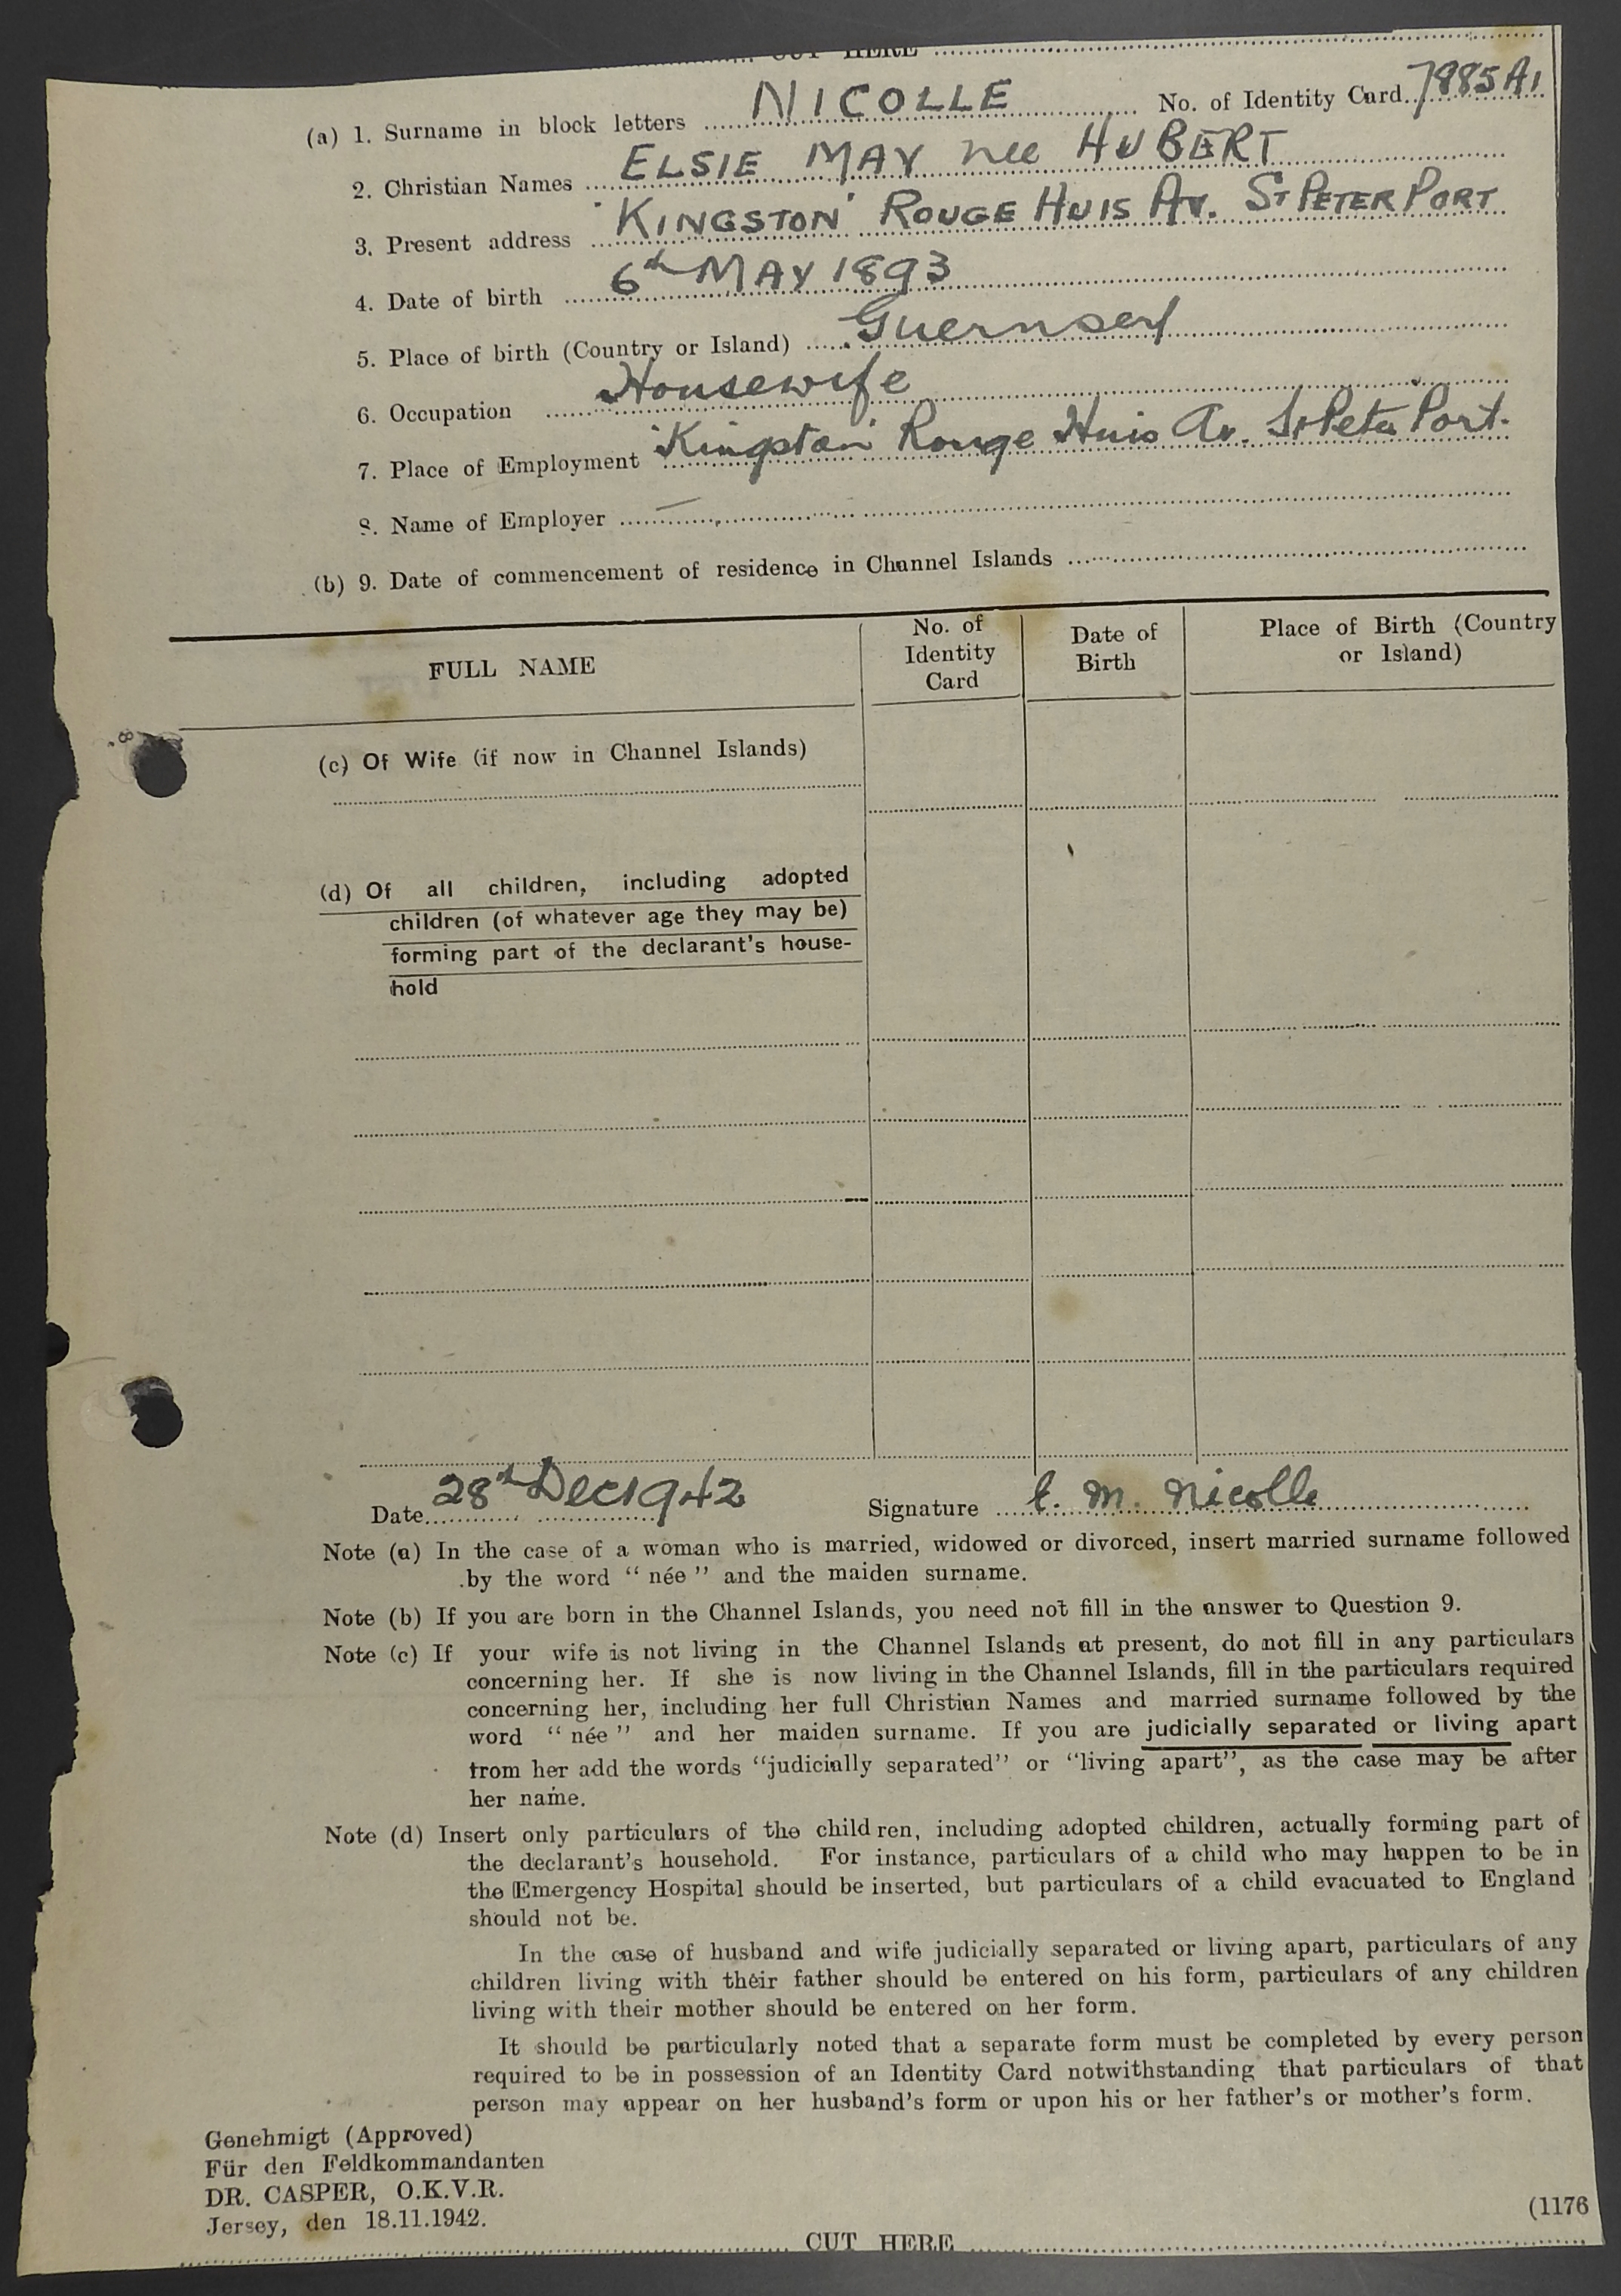 CUT HERE
(a) 1. Surname in block letters NICOLLE No. of Identity Card 7885 A1
2. Christian Names ELSIE MAY nee HUBERT
3. Present address 'KINGSTON' ROUGE HUIS AV. ST PETER PORT
4. Date of birth 6th MAY 1893
5. Place of birth (Country or Island) Guernsey
6. Occupation Housewife
7. Place of Employment 'Kingston' Rouge Huis Av. St Peter Port.
8. Name of Employer —
(b) 9. Date of commencement of residence in Channel Islands
FULL NAME
No. of Identity Card
Date of Birth
Place of Birth (Country or Island)
(c) Of Wife (if now in Channel Islands)
(d) Of all children, including adopted
children (of whatever age they may be)
forming part of the declarant's house-
hold
Date 28th Dec 1942 Signature E. M. Nicolle
Note (a) In the case of a woman who is married, widowed or divorced, insert married surname followed
by the word "née" and the maiden surname.
Note (b) If you are born in the Channel Islands, you need not fill in the answer to Question 9.
Note (c) If your wife is not living in the Channel Islands at present, do not fill in any particulars
concerning her. If she is now living in the Channel Islands, fill in the particulars required
concerning her, including her full Christian Names and married surname followed by the
word "née" and her maiden surname. If you are judicially separated or living apart
from her add the words "judicially separated" or "living apart", as the case may be after
her name.
Note (d) Insert only particulars of the children, including adopted children, actually forming part of
the declarant's household. For instance, particulars of a child who may happen to be in
the Emergency Hospital should be inserted, but particulars of a child evacuated to England
should not be.
In the case of husband and wife judicially separated or living apart, particulars of any
children living with their father should be entered on his form, particulars of any children
living with their mother should be entered on her form.
It should be particularly noted that a separate form must be completed by every person
required to be in possession of an Identity Card notwithstanding that particulars of that
person may appear on her husband's form or upon his or her father's or mother's form.
Genehmigt (Approved)
Für den Feldkommandanten
DR. CASPER, O.K.V.R.
Jersey, den 18.11.1942.
(1176
CUT HERE